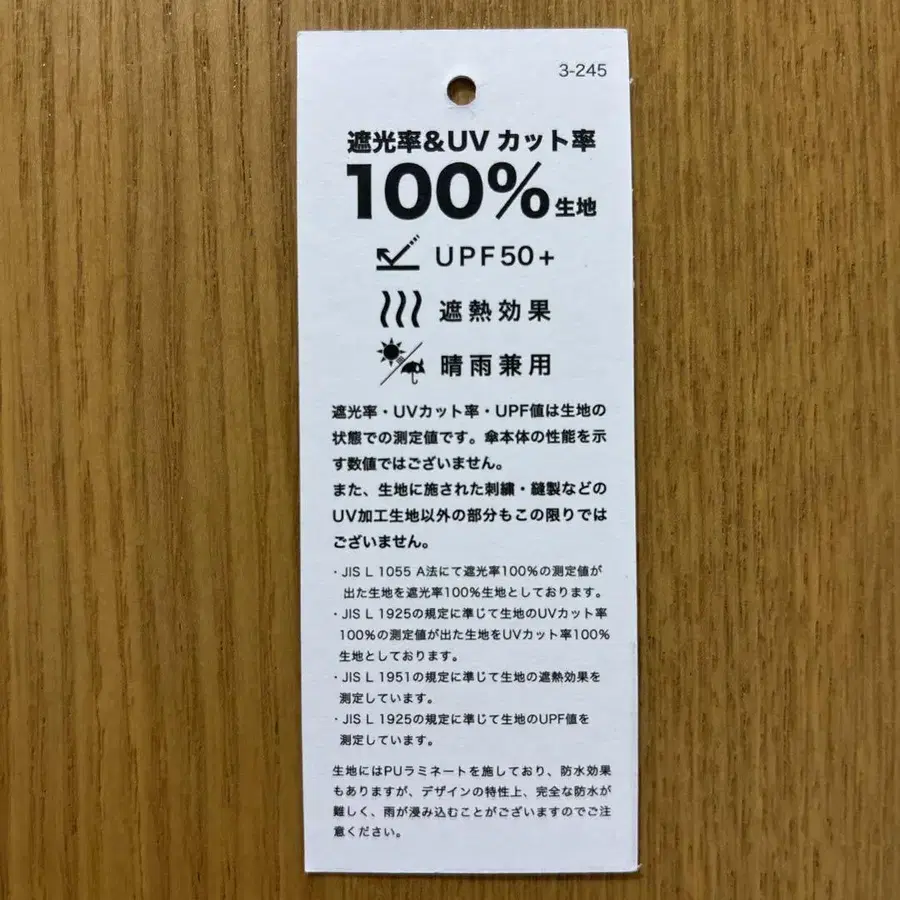 3-245
遮光率&UV カット率
100%生地
UPF50+
遮熱効果
晴雨兼用
遮光率・UVカット率・UPF値は生地の
状態での測定値です。傘本体の性能を示
す数値ではございません。
また、生地に施された刺繍・縫製などの
UV加工生地以外の部分もこの限りでは
ございません。
・JIS L 1055 A法にて遮光率100%の測定値が
出た生地を遮光率100%生地としております。
・JIS L 1925の規定に準じて生地のUVカット率
100%の測定値が出た生地をUVカット率100%
生地としております。
・JIS L 1951の規定に準じて生地の遮熱効果を
測定しています。
・JIS L 1925の規定に準じて生地のUPF値を
測定しています。
生地にはPUラミネートを施しており、防水効果
もありますが、デザインの特性上、完全な防水が
難しく、雨が浸み込むことがございますのでご注
意ください。